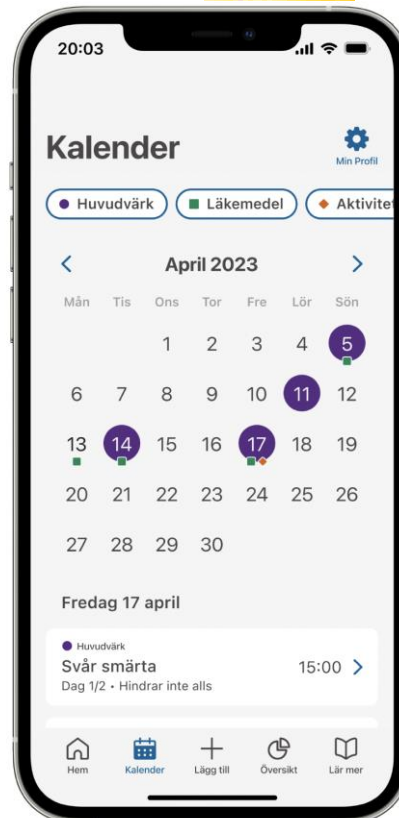 20:03
Kalender
Min Profil
Huvudvärk Läkemedel Aktivitet
April 2023
Mån Tis Ons Tor Fre Lör Sön
1 2 3 4 5
6 7 8 9 10 11 12
13 14 15 16 17 18 19
20 21 22 23 24 25 26
27 28 29 30
Fredag 17 april
Huvudvärk
Svår smärta 15:00
Dag 1/2 • Hindrar inte alls
Hem Kalender Lägg till Översikt Lär mer